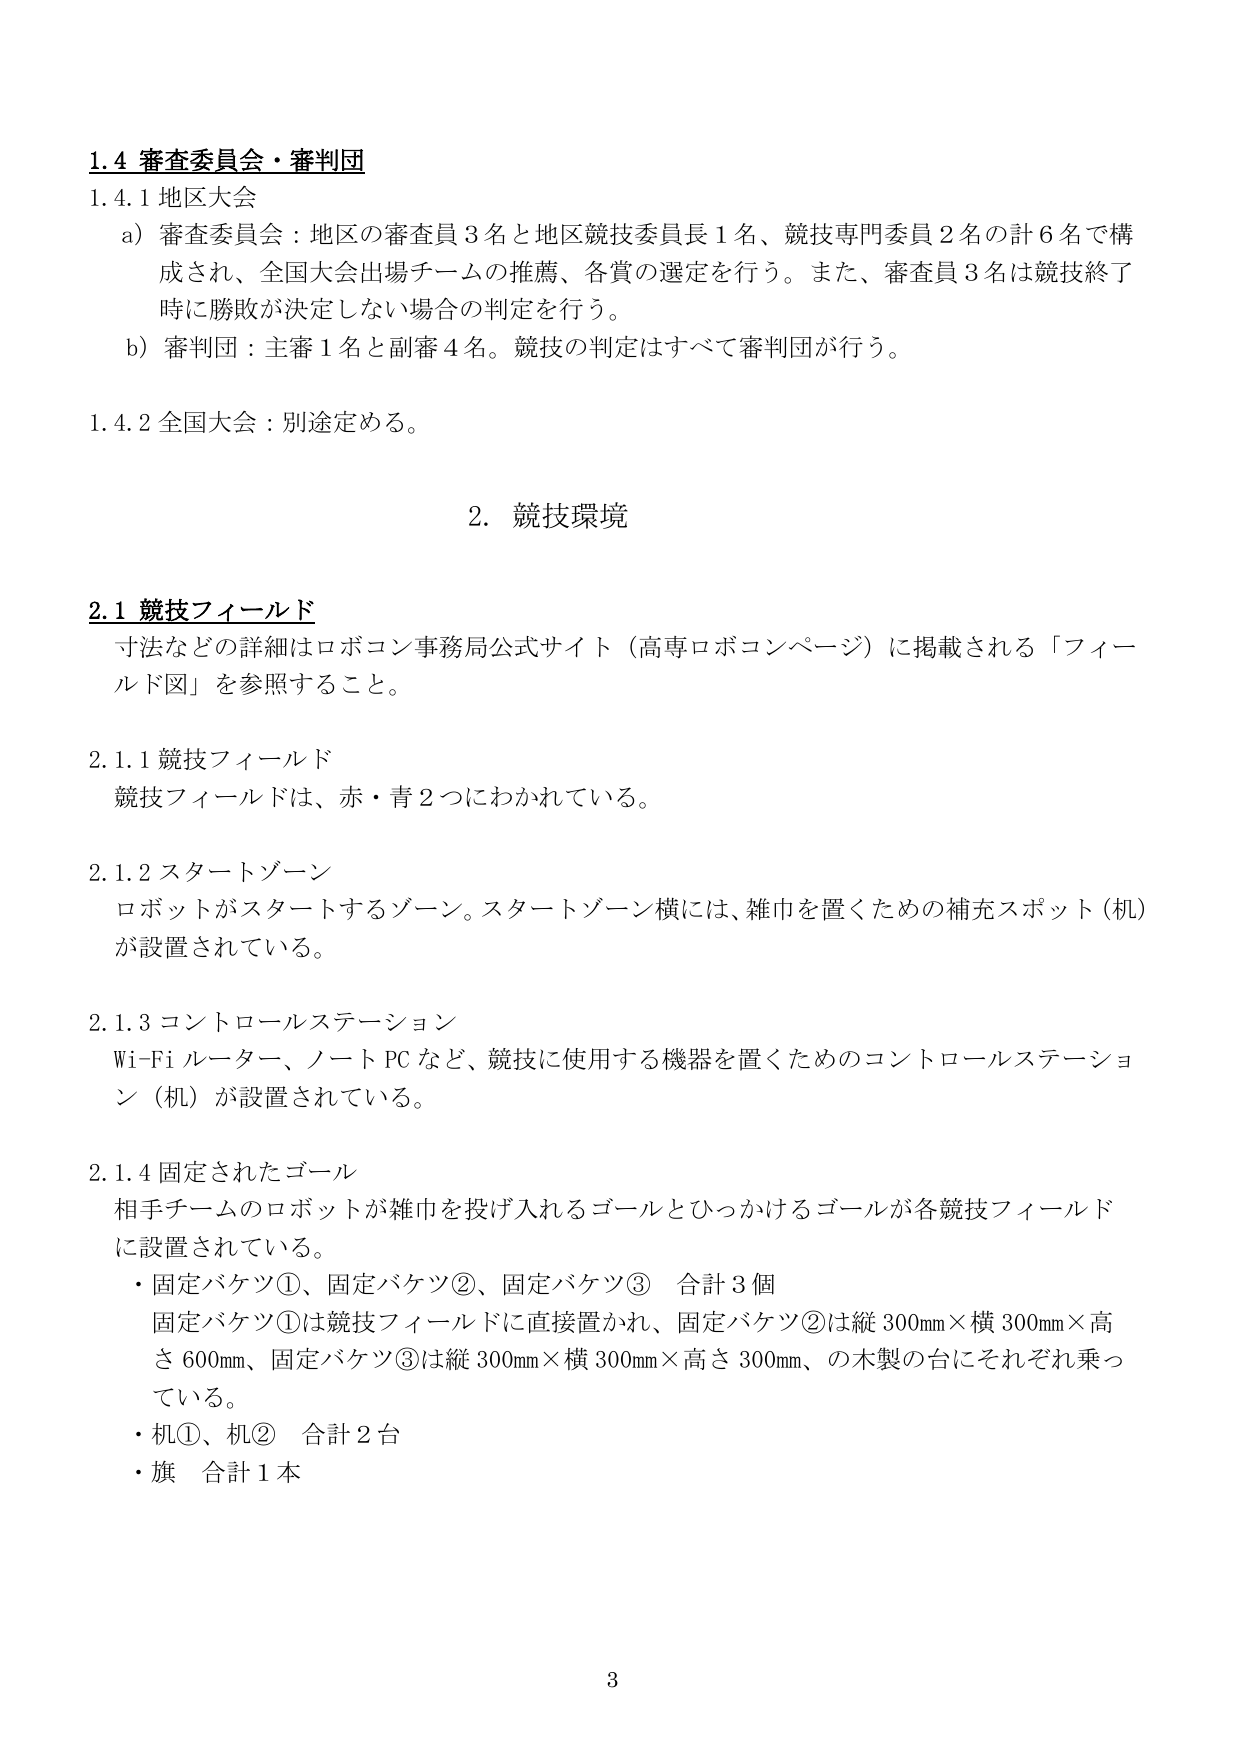 1.4 審査委員会・審判団
1.4.1 地区大会
a）審査委員会：地区の審査員３名と地区競技委員長１名、競技専門委員２名の計６名で構
成され、全国大会出場チームの推薦、各賞の選定を行う。また、審査員３名は競技終了
時に勝敗が決定しない場合の判定を行う。
b）審判団：主審１名と副審４名。競技の判定はすべて審判団が行う。
1.4.2 全国大会：別途定める。
2. 競技環境
2.1 競技フィールド
寸法などの詳細はロボコン事務局公式サイト（高専ロボコンページ）に掲載される「フィー
ルド図」を参照すること。
2.1.1 競技フィールド
競技フィールドは、赤・青２つにわかれている。
2.1.2 スタートゾーン
ロボットがスタートするゾーン。スタートゾーン横には、雑巾を置くための補充スポット（机）
が設置されている。
2.1.3 コントロールステーション
Wi-Fi ルーター、ノート PC など、競技に使用する機器を置くためのコントロールステーショ
ン（机）が設置されている。
2.1.4 固定されたゴール
相手チームのロボットが雑巾を投げ入れるゴールとひっかけるゴールが各競技フィールド
に設置されている。
・固定バケツ①、固定バケツ②、固定バケツ③　合計３個
固定バケツ①は競技フィールドに直接置かれ、固定バケツ②は縦 300mm×横 300mm×高
さ 600mm、固定バケツ③は縦 300mm×横 300mm×高さ 300mm、の木製の台にそれぞれ乗っ
ている。
・机①、机②　合計２台
・旗　合計１本
3